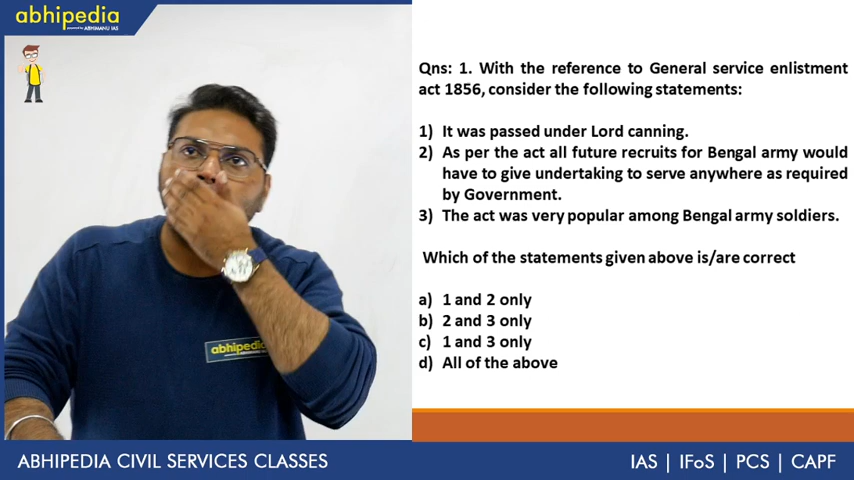 abhipedia
powered by ABHIMANU IAS
Qns: 1. With the reference to General service enlistment
act 1856, consider the following statements:
1) It was passed under Lord canning.
2) As per the act all future recruits for Bengal army would
have to give undertaking to serve anywhere as required
by Government.
3) The act was very popular among Bengal army soldiers.
Which of the statements given above is/are correct
a) 1 and 2 only
b) 2 and 3 only
c) 1 and 3 only
d) All of the above
abhipedia
ABHIPEDIA CIVIL SERVICES CLASSES
IAS | IFoS | PCS | CAPF